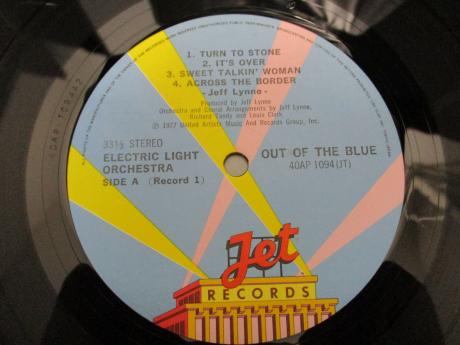 1. TURN TO STONE
2. IT'S OVER
3. SWEET TALKIN' WOMAN
4. ACROSS THE BORDER
- Jeff Lynne -
Produced by Jeff Lynne
Orchestra and Choral Arrangements by Jeff Lynne,
Richard Tandy and Louis Clark
℗ 1977 United Artists Music And Records Group, Inc.
33⅓ STEREO
ELECTRIC LIGHT
ORCHESTRA
SIDE A (Record 1)
OUT OF THE BLUE
40AP 1094(JT)
Jet
RECORDS